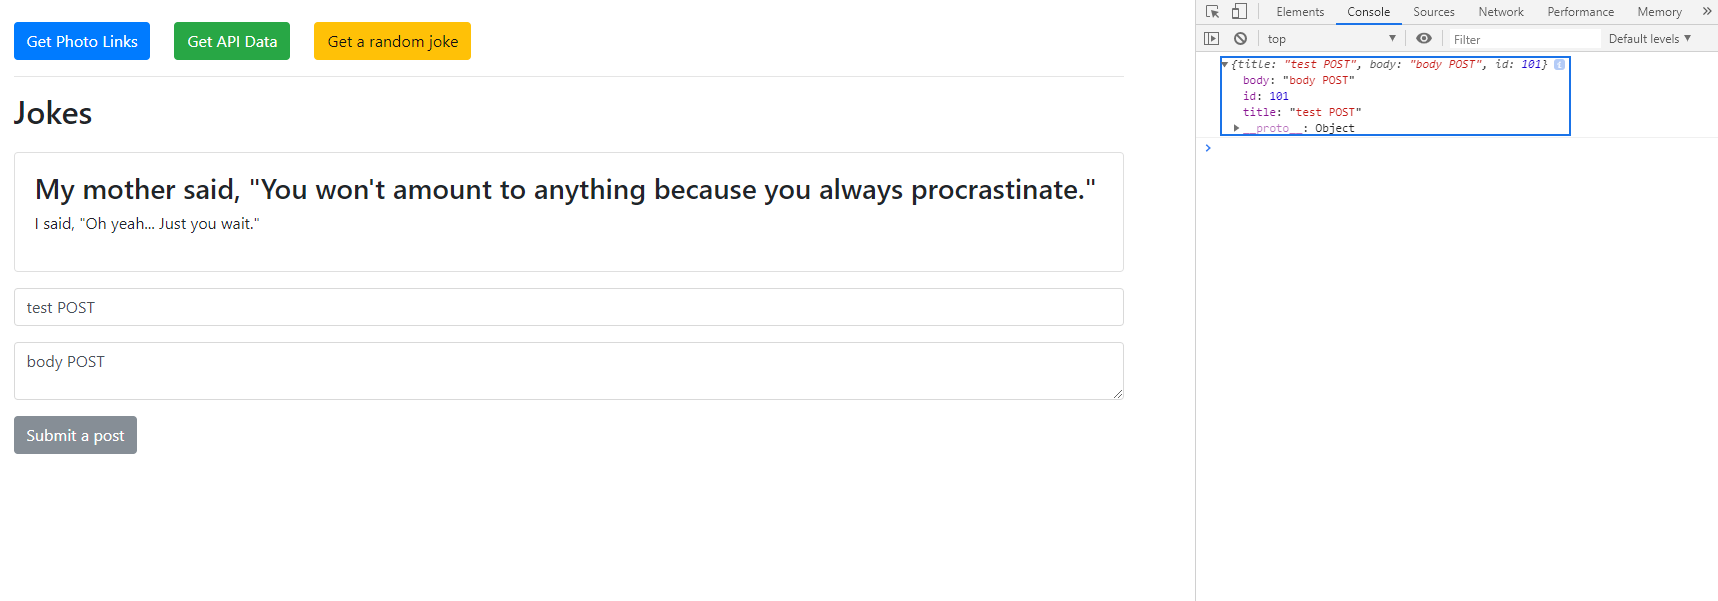 Get Photo Links Get API Data Get a random joke
Jokes
My mother said, "You won't amount to anything because you always procrastinate."
I said, "Oh yeah... Just you wait."
test POST
body POST
Submit a post
Elements Console Sources Network Performance Memory »
top ▼ Filter Default levels ▼
▼{title: "test POST", body: "body POST", id: 101} i
body: "body POST"
id: 101
title: "test POST"
▶ __proto__: Object
>